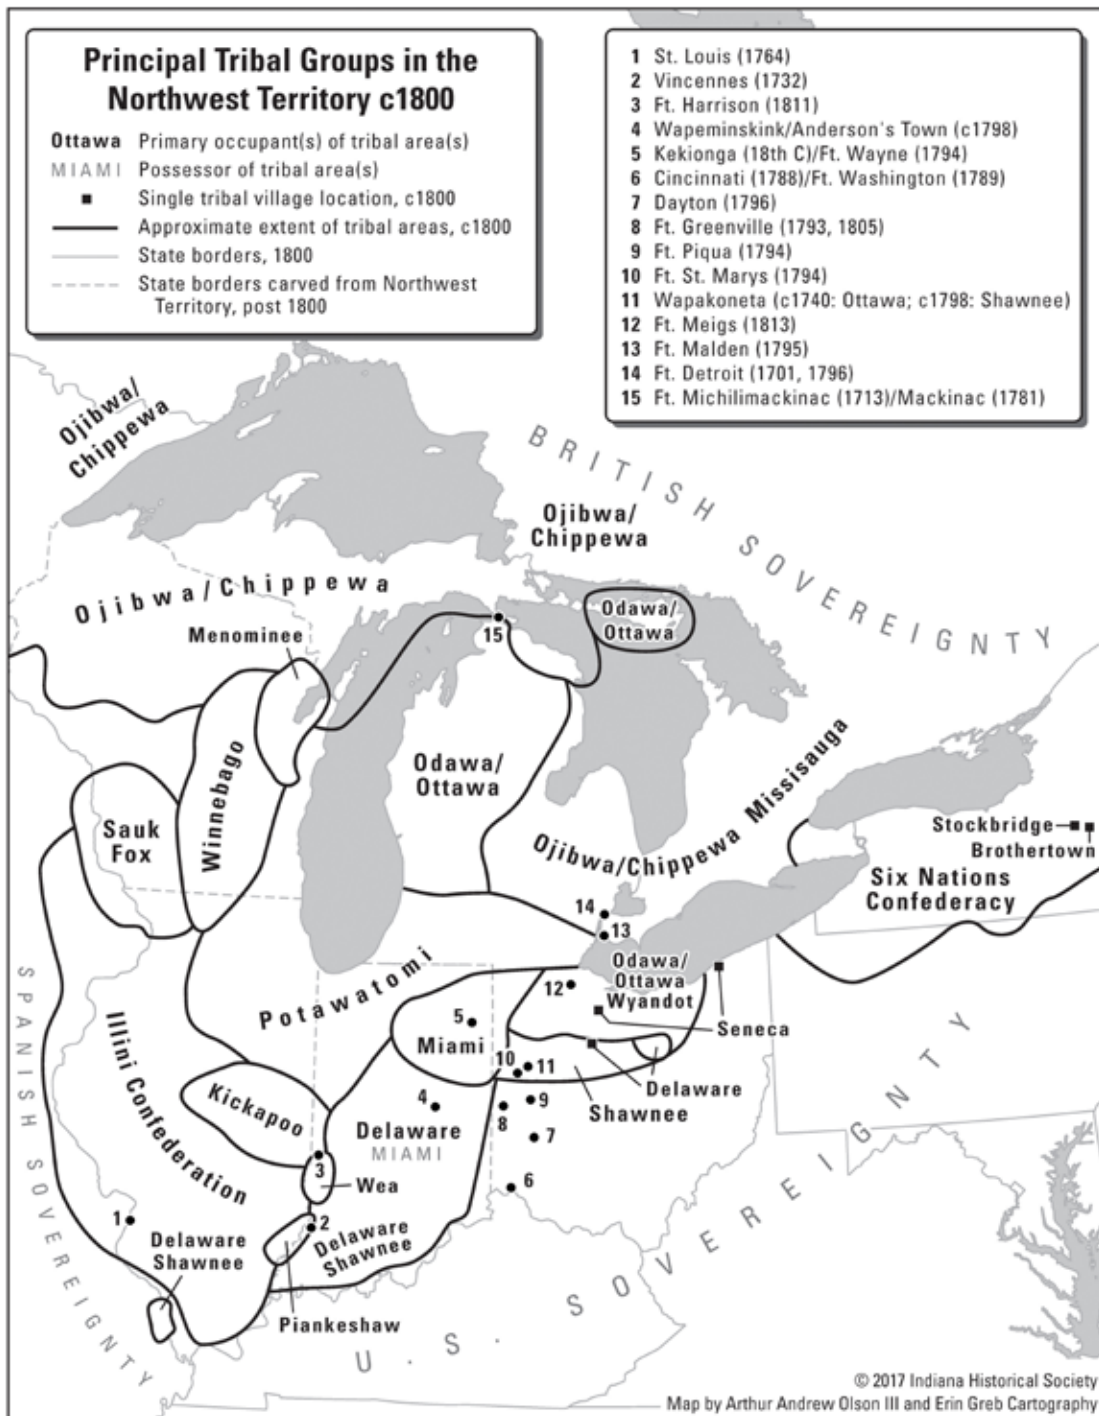 Principal Tribal Groups in the
Northwest Territory c1800
Ottawa Primary occupant(s) of tribal area(s)
MIAMI Possessor of tribal area(s)
Single tribal village location, c1800
Approximate extent of tribal areas, c1800
State borders, 1800
State borders carved from Northwest
Territory, post 1800
1 St. Louis (1764)
2 Vincennes (1732)
3 Ft. Harrison (1811)
4 Wapeminskink/Anderson's Town (c1798)
5 Kekionga (18th C)/Ft. Wayne (1794)
6 Cincinnati (1788)/Ft. Washington (1789)
7 Dayton (1796)
8 Ft. Greenville (1793, 1805)
9 Ft. Piqua (1794)
10 Ft. St. Marys (1794)
11 Wapakoneta (c1740: Ottawa; c1798: Shawnee)
12 Ft. Meigs (1813)
13 Ft. Malden (1795)
14 Ft. Detroit (1701, 1796)
15 Ft. Michilimackinac (1713)/Mackinac (1781)
Ojibwa/
Chippewa
BRITISH SOVEREIGNTY
Ojibwa/
Chippewa
Ojibwa/Chippewa
Odawa/
Ottawa
Menominee
15
Winnebago
Odawa/
Ottawa
Sauk
Fox
Ojibwa/Chippewa Missisauga
Stockbridge
Brothertown
Six Nations
Confederacy
14
13
Odawa/
Ottawa
Wyandot
12
Seneca
Potawatomi
5
Miami
10
11
Delaware
Shawnee
9
8
7
6
SPANISH SOVEREIGNTY
Illini Confederation
Kickapoo
4
Delaware
MIAMI
3
Wea
2
Delaware
Shawnee
1
Delaware
Shawnee
Piankeshaw
U.S. SOVEREIGNTY
© 2017 Indiana Historical Society
Map by Arthur Andrew Olson III and Erin Greb Cartography